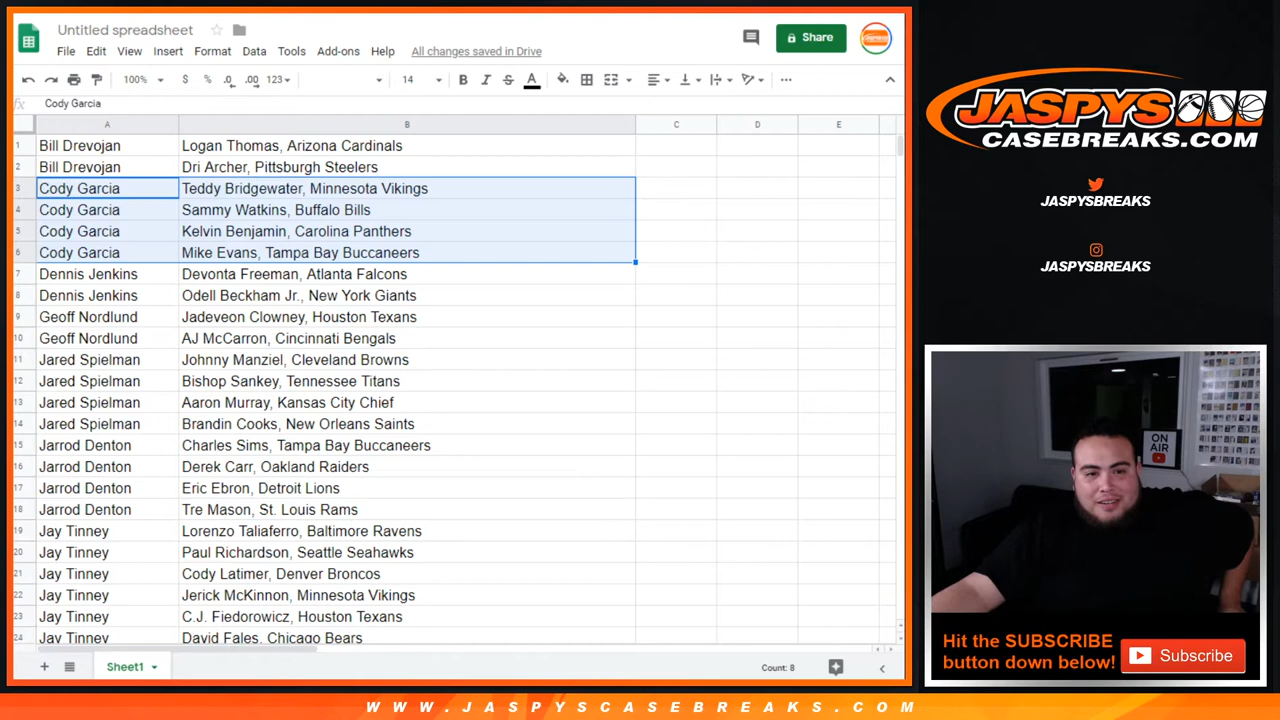 Untitled spreadsheet
File Edit View Insert Format Data Tools Add-ons Help All changes saved in Drive
Share
100% $ % .0 .00 123 14 B I S A
fx Cody Garcia
A B C D E
1 Bill Drevojan Logan Thomas, Arizona Cardinals
2 Bill Drevojan Dri Archer, Pittsburgh Steelers
3 Cody Garcia Teddy Bridgewater, Minnesota Vikings
4 Cody Garcia Sammy Watkins, Buffalo Bills
5 Cody Garcia Kelvin Benjamin, Carolina Panthers
6 Cody Garcia Mike Evans, Tampa Bay Buccaneers
7 Dennis Jenkins Devonta Freeman, Atlanta Falcons
8 Dennis Jenkins Odell Beckham Jr., New York Giants
9 Geoff Nordlund Jadeveon Clowney, Houston Texans
10 Geoff Nordlund AJ McCarron, Cincinnati Bengals
11 Jared Spielman Johnny Manziel, Cleveland Browns
12 Jared Spielman Bishop Sankey, Tennessee Titans
13 Jared Spielman Aaron Murray, Kansas City Chief
14 Jared Spielman Brandin Cooks, New Orleans Saints
15 Jarrod Denton Charles Sims, Tampa Bay Buccaneers
16 Jarrod Denton Derek Carr, Oakland Raiders
17 Jarrod Denton Eric Ebron, Detroit Lions
18 Jarrod Denton Tre Mason, St. Louis Rams
19 Jay Tinney Lorenzo Taliaferro, Baltimore Ravens
20 Jay Tinney Paul Richardson, Seattle Seahawks
21 Jay Tinney Cody Latimer, Denver Broncos
22 Jay Tinney Jerick McKinnon, Minnesota Vikings
23 Jay Tinney C.J. Fiedorowicz, Houston Texans
24 Jay Tinney David Fales, Chicago Bears
Sheet1 Count: 8
JASPYS
CASEBREAKS.COM
JASPYSBREAKS
JASPYSBREAKS
ON
AIR
Hit the SUBSCRIBE
button down below!
Subscribe
WWW.JASPYSCASEBREAKS.COM